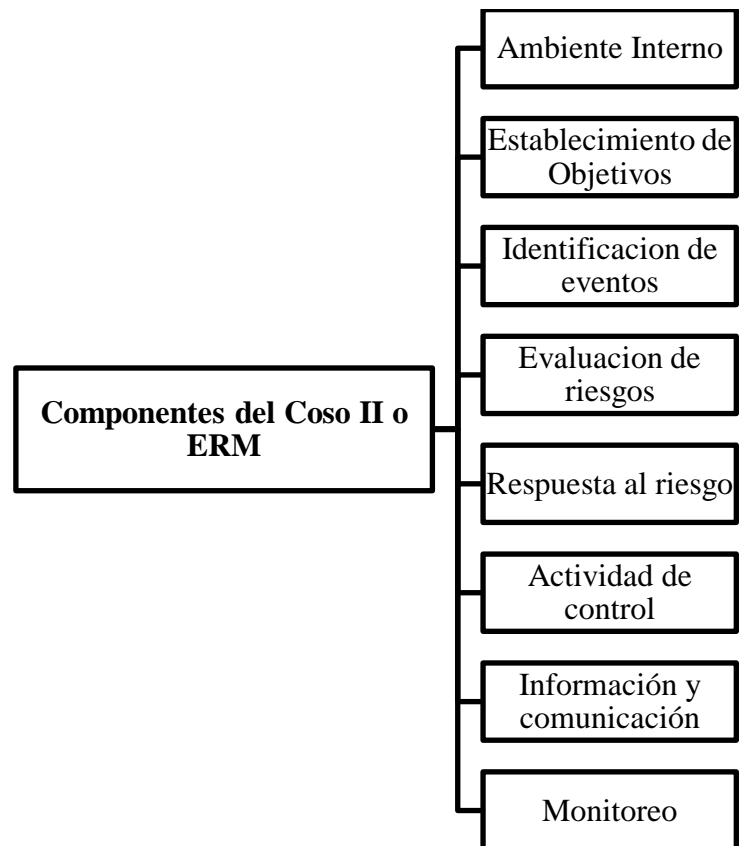 Ambiente Interno
Establecimiento de
Objetivos
Identificacion de
eventos
Evaluacion de
riesgos
Componentes del Coso II o
ERM
Respuesta al riesgo
Actividad de
control
Información y
comunicación
Monitoreo